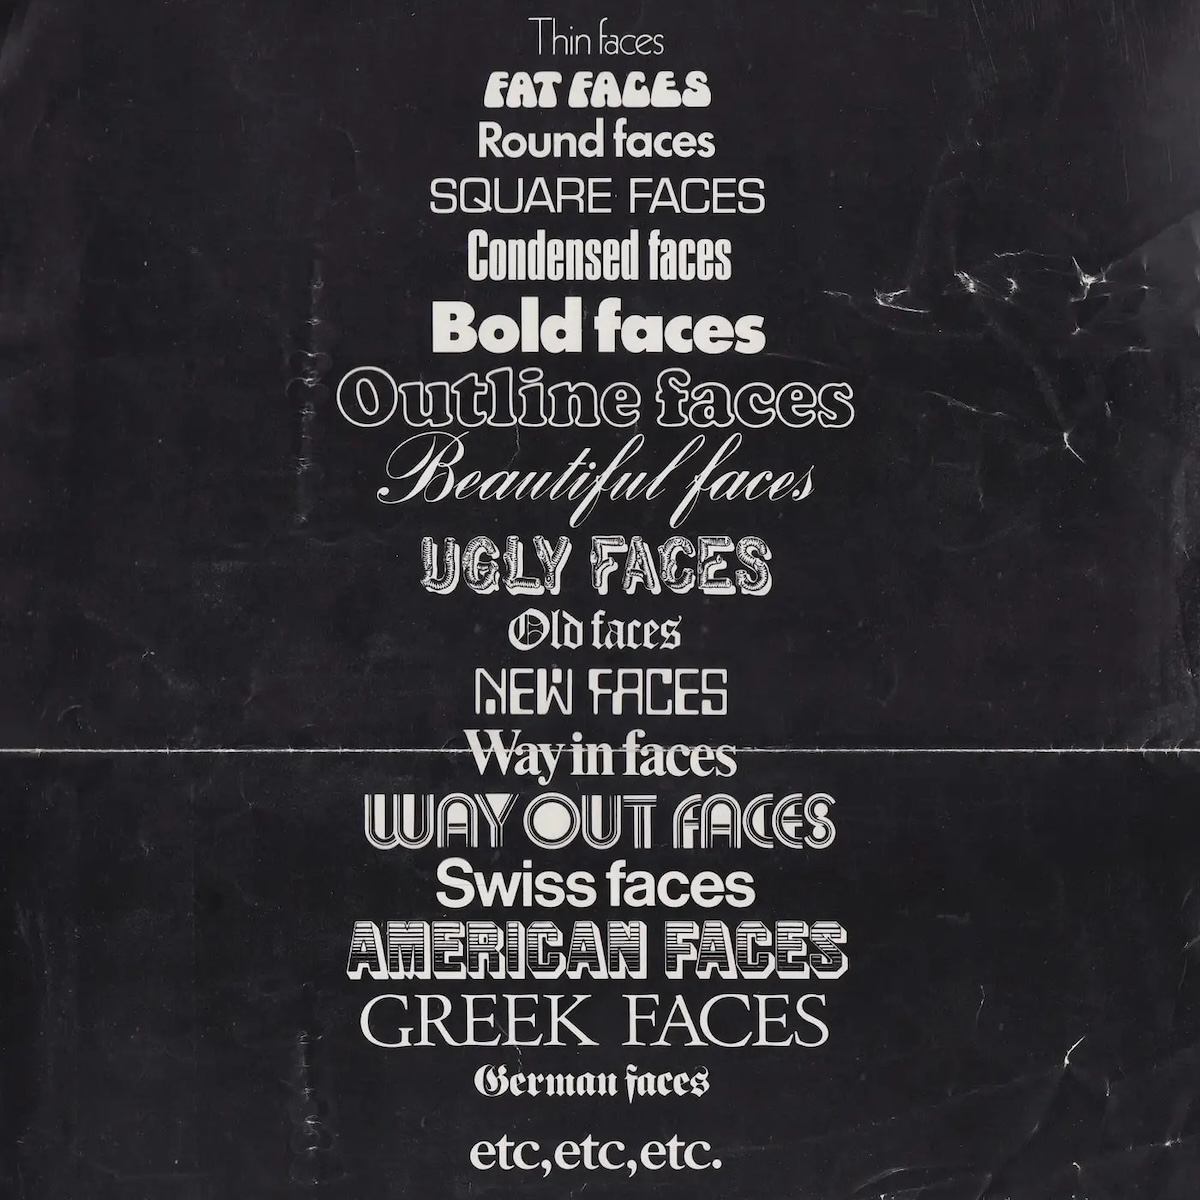 Thin faces
FAT FACES
Round faces
SQUARE FACES
Condensed faces
Bold faces
Outline faces
Beautiful faces
UGLY FACES
Old faces
NEW FACES
Way in faces
WAY OUT FACES
Swiss faces
AMERICAN FACES
GREEK FACES
German faces
etc,etc,etc.